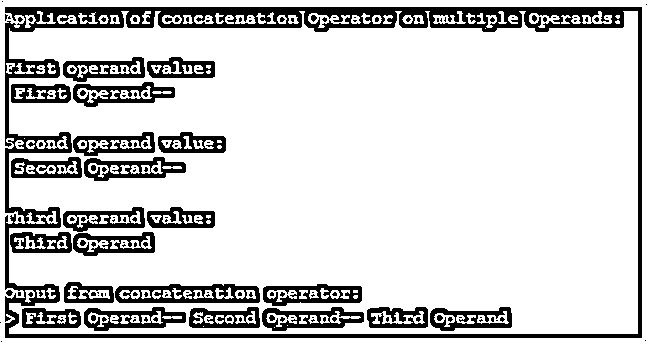 Application of concatenation Operator on multiple Operands:
First operand value:
First Operand--
Second operand value:
Second Operand--
Third operand value:
Third Operand
Ouput from concatenation operator:
> First Operand-- Second Operand-- Third Operand